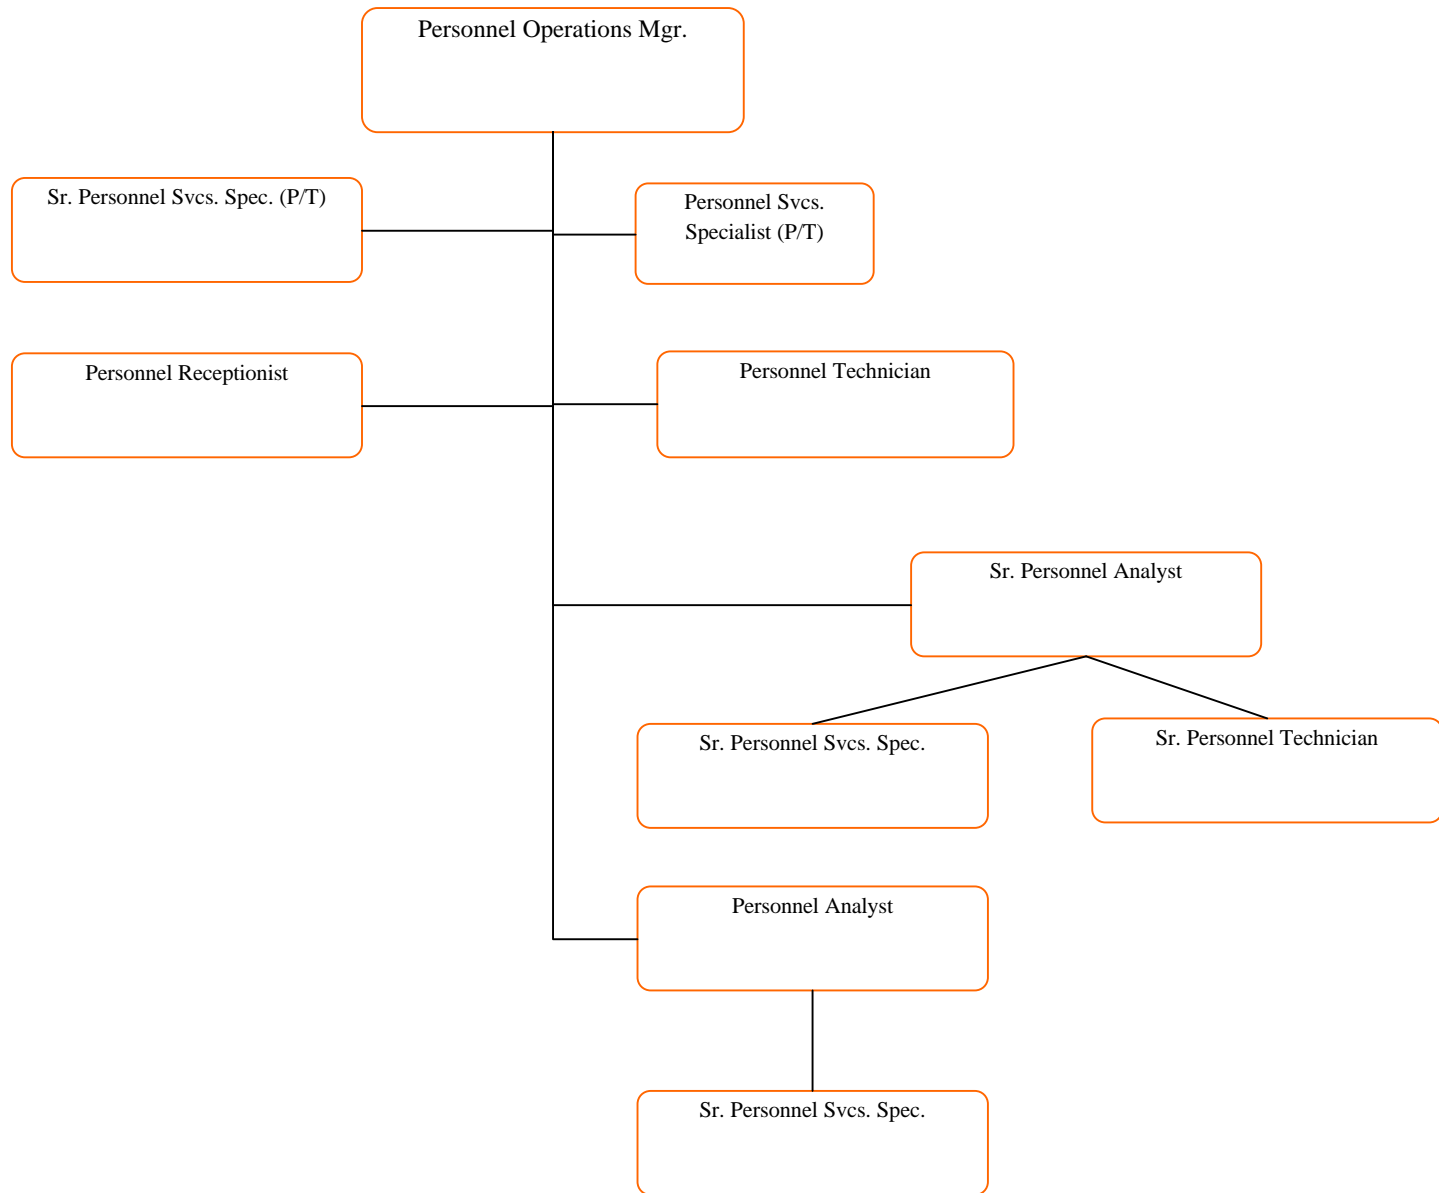 Personnel Operations Mgr.
Sr. Personnel Svcs. Spec. (P/T)
Personnel Svcs.
Specialist (P/T)
Personnel Receptionist
Personnel Technician
Sr. Personnel Analyst
Sr. Personnel Svcs. Spec.
Sr. Personnel Technician
Personnel Analyst
Sr. Personnel Svcs. Spec.